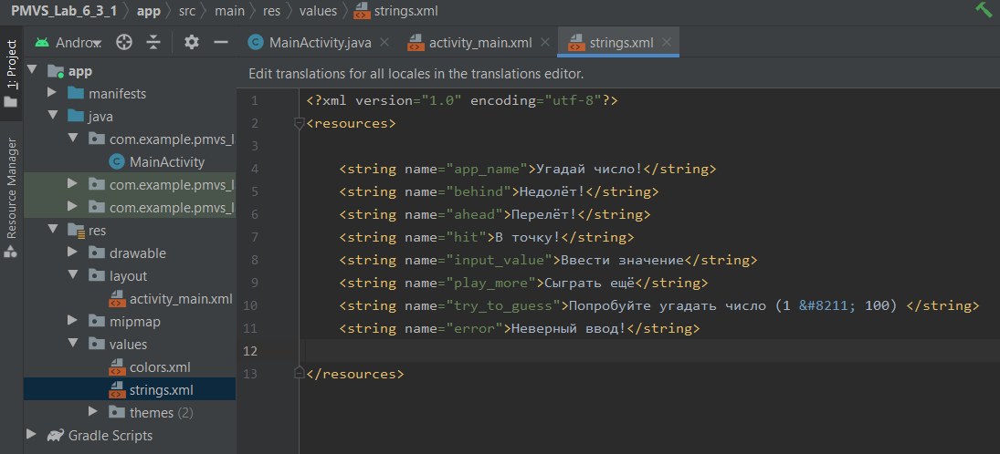 PMVS_Lab_6_3_1 〉 app 〉 src 〉 main 〉 res 〉 values 〉 strings.xml
1: Project
Resource Manager
Andro
MainActivity.java
activity_main.xml
strings.xml
app
manifests
java
com.example.pmvs_l
MainActivity
com.example.pmvs_l
com.example.pmvs_l
res
drawable
layout
activity_main.xml
mipmap
values
colors.xml
strings.xml
themes (2)
Gradle Scripts
Edit translations for all locales in the translations editor.
1 <?xml version="1.0" encoding="utf-8"?>
2 <resources>
3
4 <string name="app_name">Угадай число!</string>
5 <string name="behind">Недолёт!</string>
6 <string name="ahead">Перелёт!</string>
7 <string name="hit">В точку!</string>
8 <string name="input_value">Ввести значение</string>
9 <string name="play_more">Сыграть ещё</string>
10 <string name="try_to_guess">Попробуйте угадать число (1 &#8211; 100) </string>
11 <string name="error">Неверный ввод!</string>
12
13 </resources>